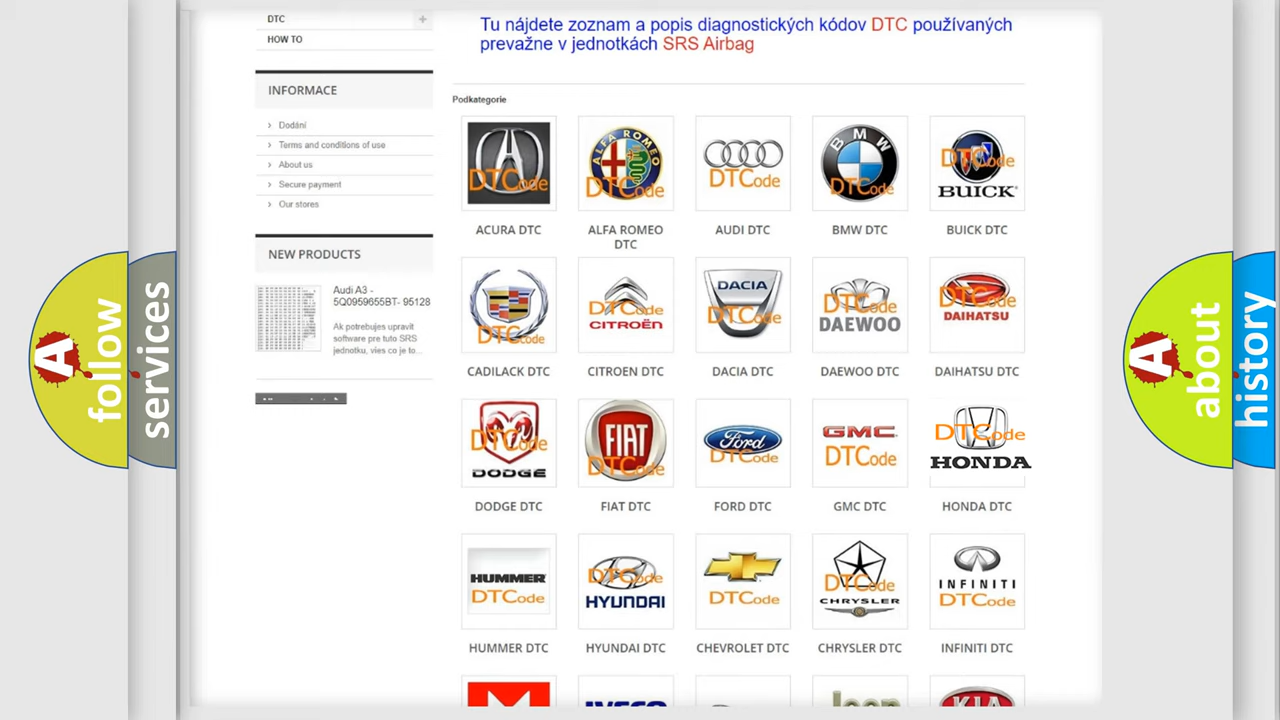 DTC
HOW TO
INFORMACE
Dodání
Terms and conditions of use
About us
Secure payment
Our stores
NEW PRODUCTS
Audi A3 -
5Q0959655BT- 95128
Ak potrebujes upravit
software pre tuto SRS
jednotku, vies co je to...
Tu nájdete zoznam a popis diagnostických kódov DTC používaných
prevažne v jednotkách SRS Airbag
Podkategorie
DTCode
ALFA ROMEO
DTCode
DTCode
BMW
DTCode
DTCode
BUICK
ACURA DTC
ALFA ROMEO
DTC
AUDI DTC
BMW DTC
BUICK DTC
DTCode
DTCode
CITROËN
DACIA
DTCode
DTCode
DAEWOO
DTCode
DAIHATSU
CADILACK DTC
CITROEN DTC
DACIA DTC
DAEWOO DTC
DAIHATSU DTC
DTCode
DODGE
FIAT
DTCode
Ford
DTCode
GMC
DTCode
DTCode
HONDA
DODGE DTC
FIAT DTC
FORD DTC
GMC DTC
HONDA DTC
HUMMER
DTCode
DTCode
HYUNDAI
DTCode
DTCode
CHRYSLER
INFINITI
DTCode
HUMMER DTC
HYUNDAI DTC
CHEVROLET DTC
CHRYSLER DTC
INFINITI DTC
IVECO
Jeep
KIA
A
follow
services
A
about
history